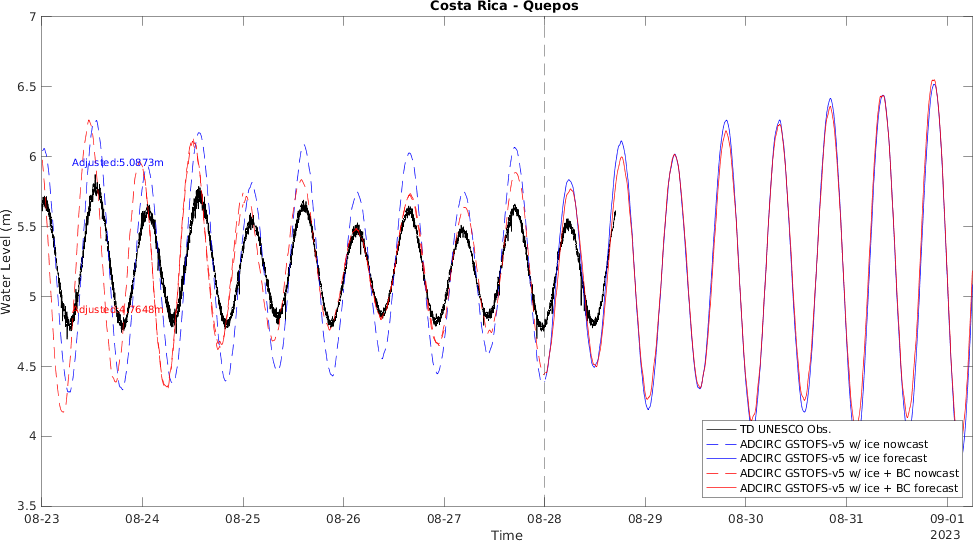 Costa Rica - Quepos
7
6.5
6
5.5
5
4.5
4
3.5
Water Level (m)
Adjusted:5.0873m
Adjusted:4.7648m
TD UNESCO Obs.
ADCIRC GSTOFS-v5 w/ ice nowcast
ADCIRC GSTOFS-v5 w/ ice forecast
ADCIRC GSTOFS-v5 w/ ice + BC nowcast
ADCIRC GSTOFS-v5 w/ ice + BC forecast
08-23 08-24 08-25 08-26 08-27 08-28 08-29 08-30 08-31 09-01
2023
Time